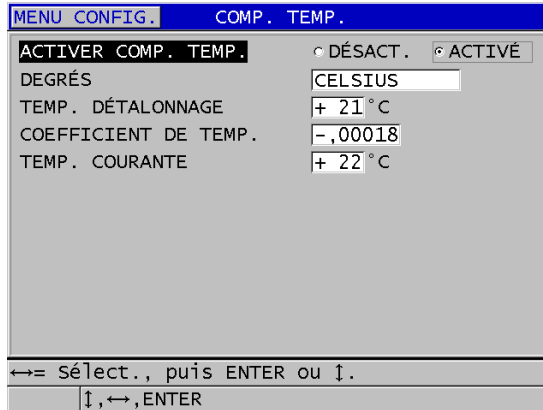 MENU CONFIG. COMP. TEMP.
ACTIVER COMP. TEMP. DÉSACT. ACTIVÉ
DEGRÉS CELSIUS
TEMP. DÉTALONNAGE + 21°C
COEFFICIENT DE TEMP. -,00018
TEMP. COURANTE + 22°C
↔= Sélect., puis ENTER ou ↕.
↕,↔,ENTER